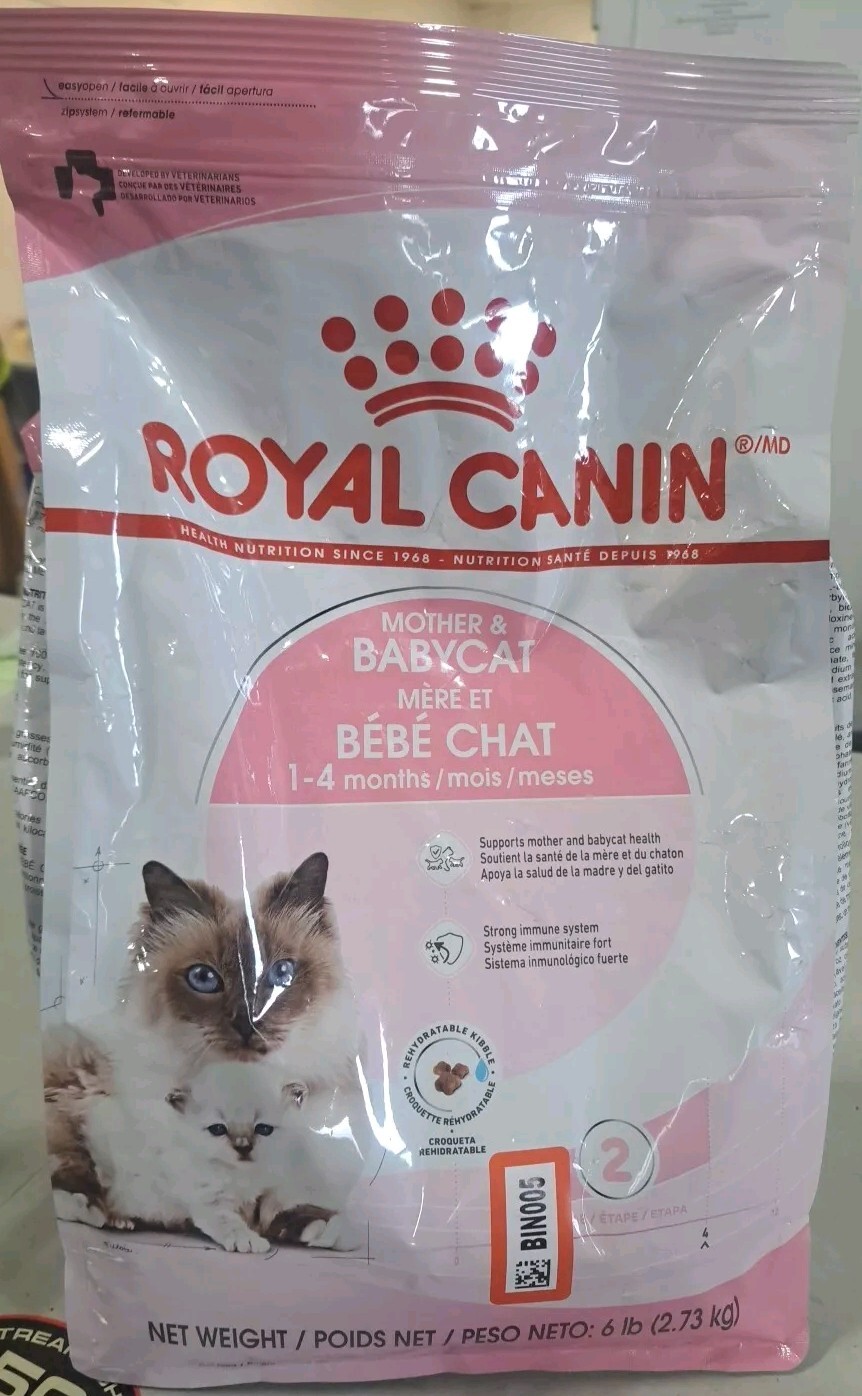 easyopen / facile à ouvrir / fácil apertura
zipsystem / refermable
DEVELOPED BY VETERINARIANS
CONÇUE PAR DES VÉTÉRINAIRES
DESARROLLADO POR VETERINARIOS
ROYAL CANIN®/MD
HEALTH NUTRITION SINCE 1968 - NUTRITION SANTÉ DEPUIS 1968
MOTHER &
BABYCAT
MÈRE ET
BÉBÉ CHAT
1-4 months/mois/meses
Supports mother and babycat health
Soutient la santé de la mère et du chaton
Apoya la salud de la madre y del gatito
Strong immune system
Système immunitaire fort
Sistema inmunológico fuerte
REHYDRATABLE KIBBLE
CROQUETTE RÉHYDRATABLE
CROQUETA
REHIDRATABLE
2
/ ÉTAPE / ETAPA
4
BIN005
NET WEIGHT / POIDS NET / PESO NETO: 6 lb (2.73 kg)